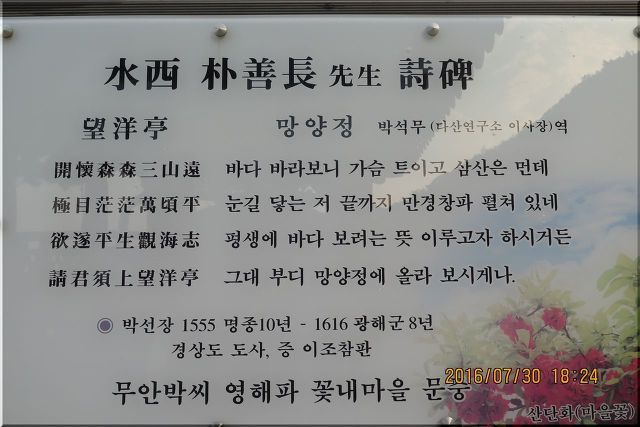 水西 朴善長 先生 詩碑
望洋亭 망양정 박석무 (다산연구소 이사장) 역
開懷森森三山遠 바다 바라보니 가슴 트이고 삼산은 먼데
極目茫茫萬頃平 눈길 닿는 저 끝까지 만경창파 펼쳐 있네
欲遂平生觀海志 평생에 바다 보려는 뜻 이루고자 하시거든
請君須上望洋亭 그대 부디 망양정에 올라 보시게나.
◉ 박선장 1555 명종10년 - 1616 광해군 8년
경상도 도사, 증 이조참판
무안박씨 영해파 꽃내마을 문중
2016/07/30 18:24
산단화(마을꽃)